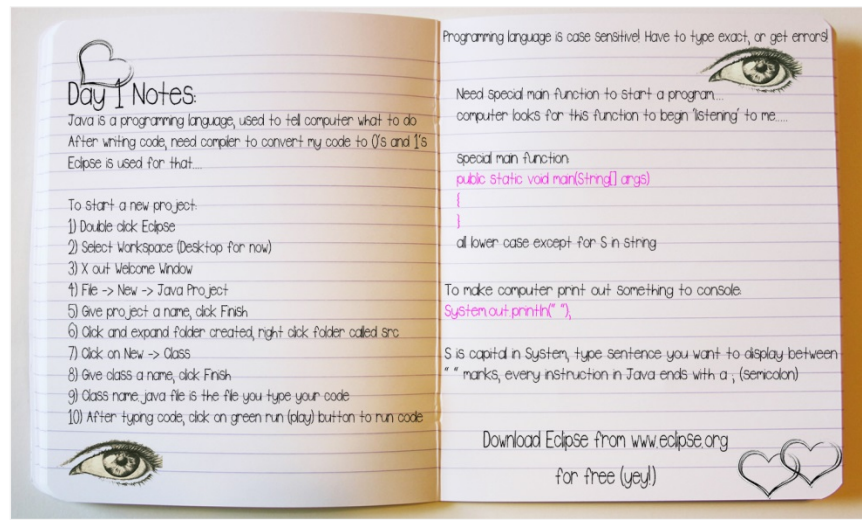 Day 1 Notes:
Java is a programming language, used to tell computer what to do
After writing code, need compiler to convert my code to 0's and 1's
Eclipse is used for that....
To start a new project:
1) Double click Eclipse
2) Select Workspace (Desktop for now)
3) X out Welcome Window
4) File -> New -> Java Project
5) Give project a name, click Finish
6) Click and expand folder created, right click folder called src
7) Click on New -> Class
8) Give class a name, click Finish
9) Class name.java file is the file you type your code
10) After typing code, click on green run (play) button to run code
Programming language is case sensitive! Have to type exact, or get errors!
Need special main function to start a program....
computer looks for this function to begin 'listening' to me.....
special main function:
public static void main(String[] args)
{
}
all lower case except for S in string
To make computer print out something to console:
System.out.println(" ");
S is capital in System, type sentence you want to display between
" " marks, every instruction in Java ends with a ; (semicolon)
Download Eclipse from www.eclipse.org
for free (yey!)